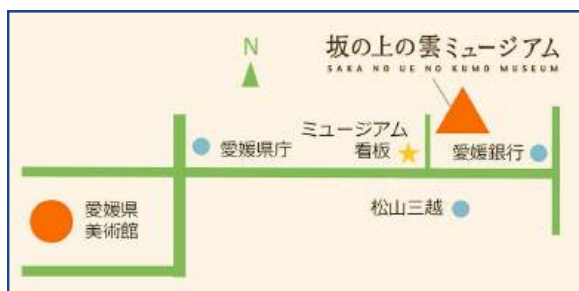 坂の上の雲ミュージアム
SAKA NO UE NO KUMO MUSEUM
N
ミュージアム
看板
愛媛県庁
愛媛銀行
松山三越
愛媛県
美術館